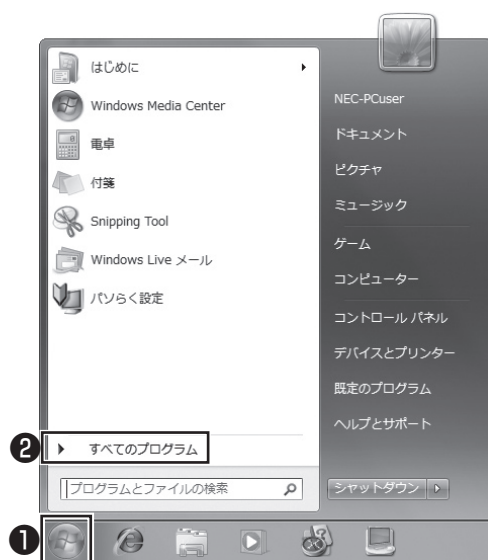 はじめに
Windows Media Center
電卓
付箋
Snipping Tool
Windows Live メール
パソらく設定
❷
すべてのプログラム
プログラムとファイルの検索
❶
NEC-PCuser
ドキュメント
ピクチャ
ミュージック
ゲーム
コンピューター
コントロール パネル
デバイスとプリンター
既定のプログラム
ヘルプとサポート
シャットダウン